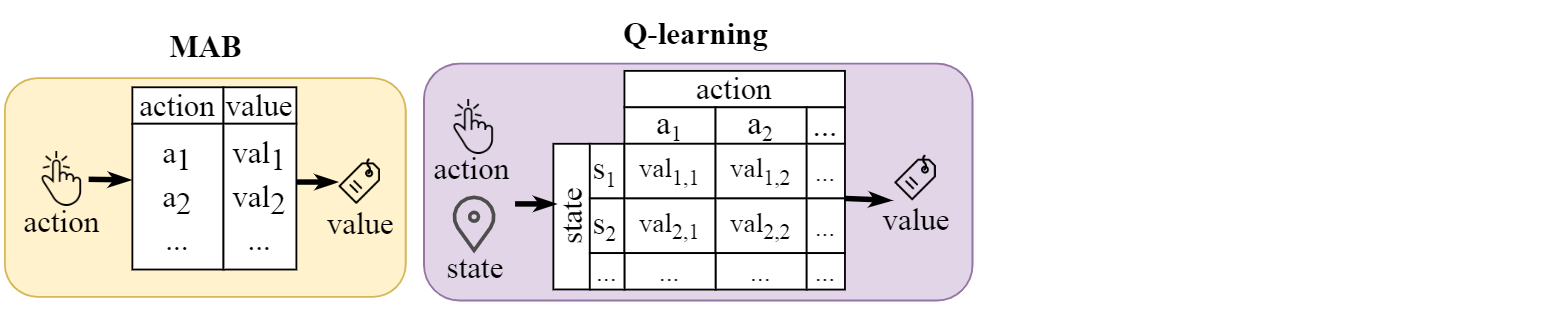 MAB
action value
a1 val1
a2 val2
... ...
action
value
Q-learning
action
a1 a2 ...
state
s1 val1,1 val1,2 ...
s2 val2,1 val2,2 ...
... ... ... ...
action
state
value